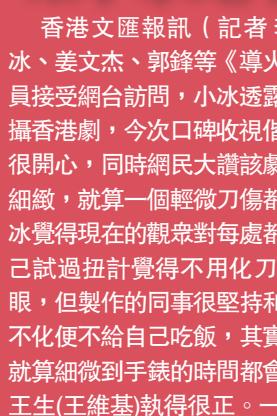 香港文匯報訊（記者
冰、姜文杰、郭鋒等《導火
員接受網台訪問，小冰透露
攝香港劇，今次口碑收視偕
很開心，同時網民大讚該劇
細緻，就算一個輕微刀傷都
冰覺得現在的觀眾對每處都
己試過扭計覺得不用化刀
眼，但製作的同事很堅持和
不化便不給自己吃飯，其實
就算細微到手錶的時間都會
王生(王維基)執得很正。一